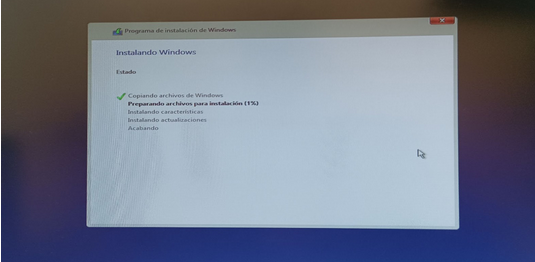 Programa de instalación de Windows
Instalando Windows
Estado
Copiando archivos de Windows
Preparando archivos para instalación (1%)
Instalando características
Instalando actualizaciones
Acabando